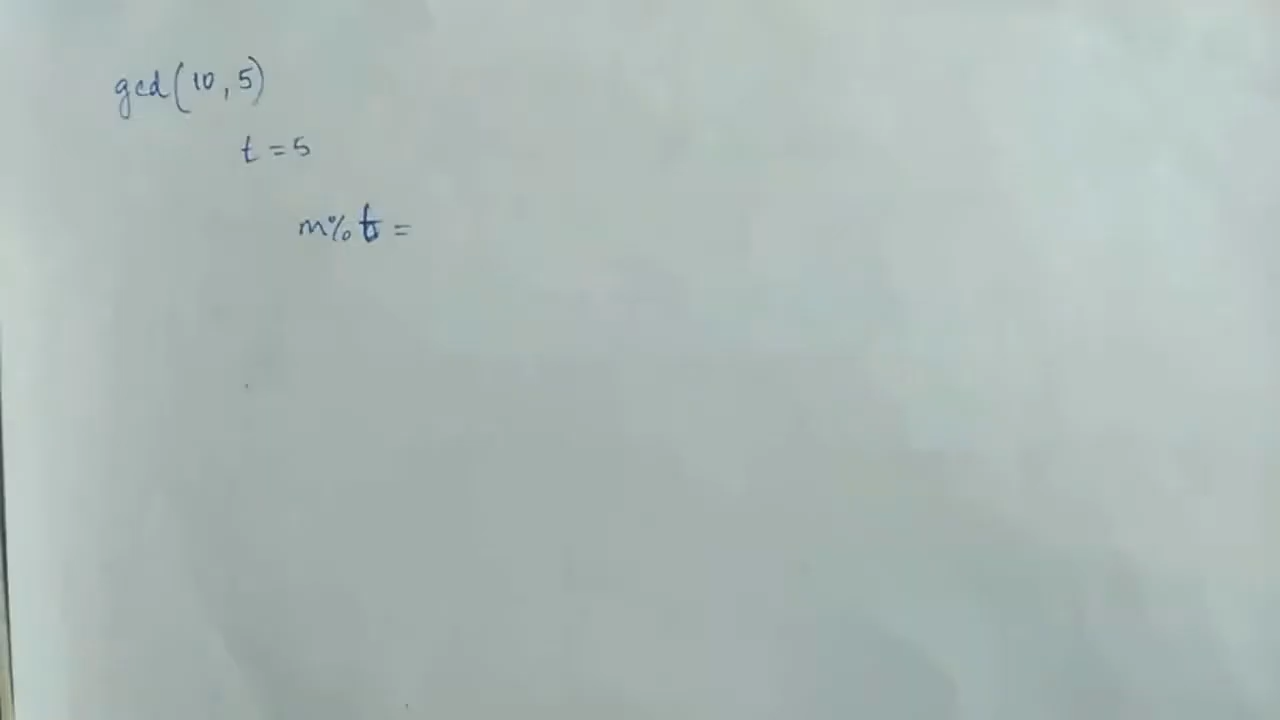 gcd(10,5)
t = 5
m% t =